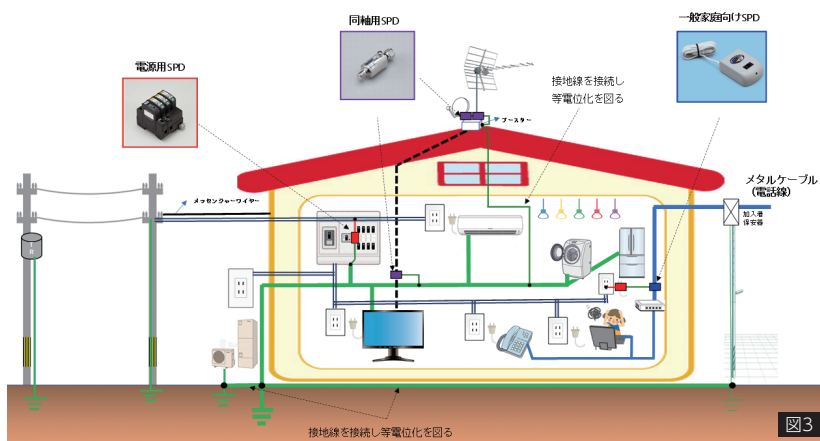 電源用SPD
同軸用SPD
一般家庭向けSPD
接地線を接続し
等電位化を図る
ブースター
メタルケーブル
(電話線)
加入者
保安器
メッセンジャーワイヤー
接地線を接続し等電位化を図る
図3